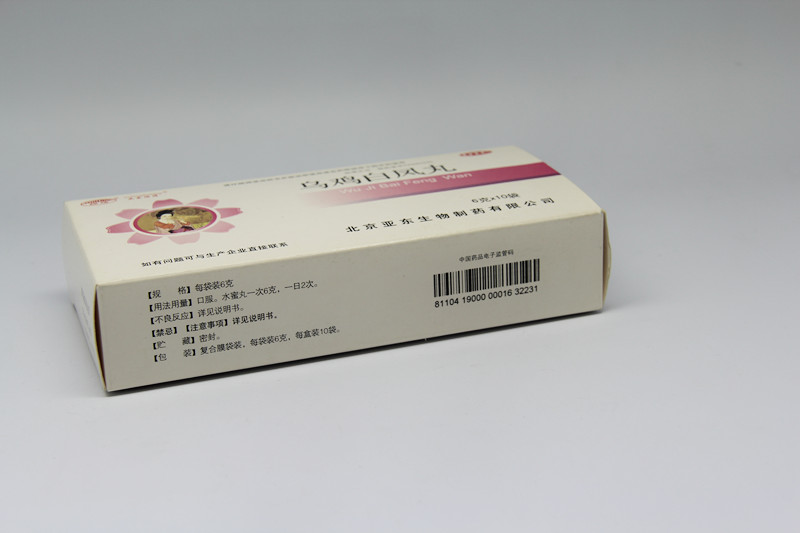 乌鸡白凤丸
Wu Ji Bai Feng Wan
6克×10袋
北京亚东生物制药有限公司
如有问题可与生产企业直接联系
【规 格】每袋装6克
【用法用量】口服。水蜜丸一次6克，一日2次。
【不良反应】详见说明书。
【禁忌】【注意事项】详见说明书。
【贮 藏】密封。
【包 装】复合膜袋装，每袋装6克，每盒装10袋。
中国药品电子监管码
81104 19000 00016 32231